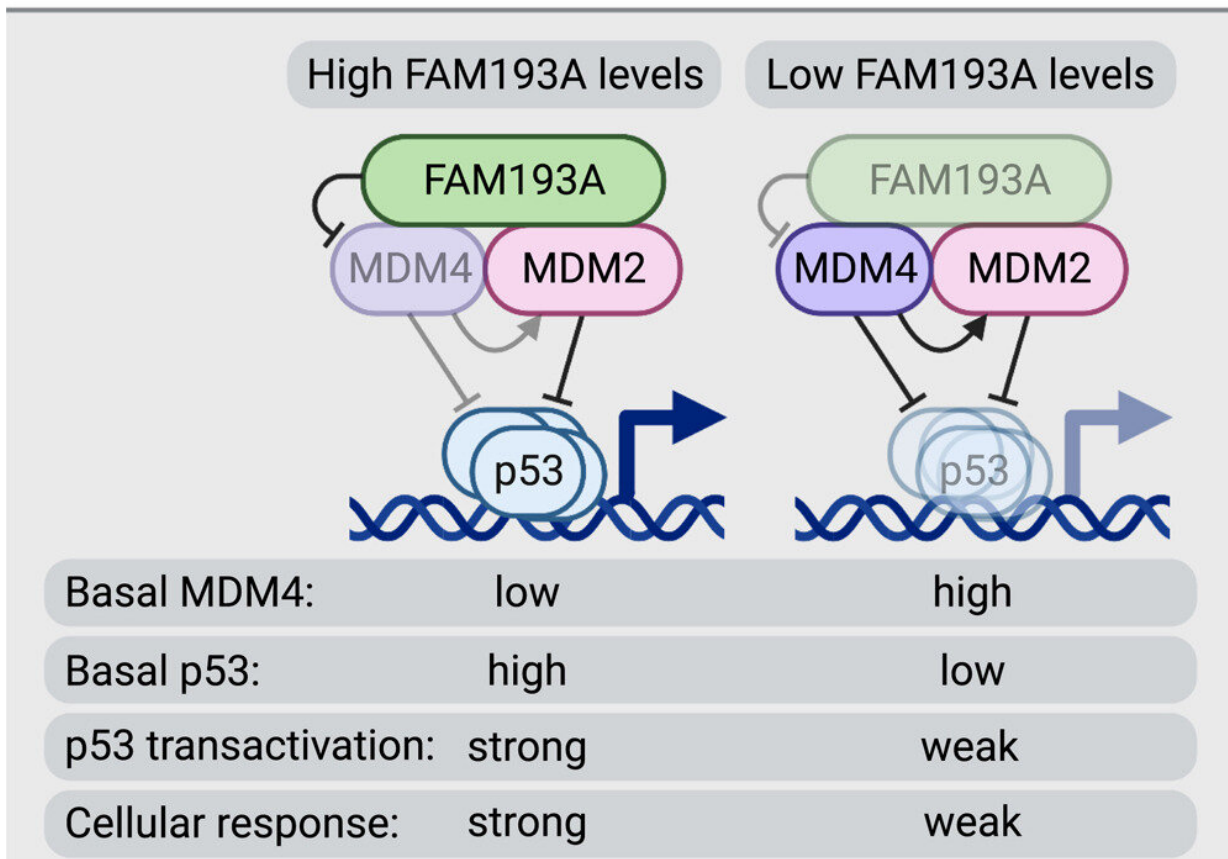 High FAM193A levels Low FAM193A levels
FAM193A FAM193A
MDM4 MDM2 MDM4 MDM2
p53 p53
Basal MDM4: low high
Basal p53: high low
p53 transactivation: strong weak
Cellular response: strong weak